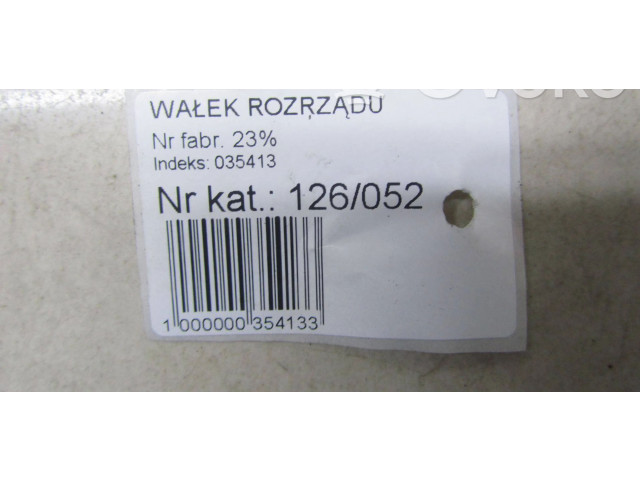 WAŁEK ROZRZĄDU
Nr fabr. 23%
Indeks: 035413
Nr kat.: 126/052
1 000000 354133